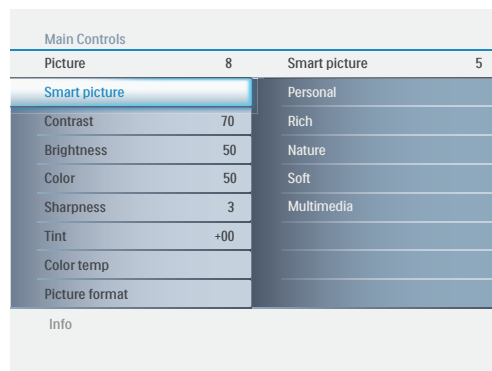 Main Controls
Picture 8 Smart picture 5
Smart picture Personal
Contrast 70 Rich
Brightness 50 Nature
Color 50 Soft
Sharpness 3 Multimedia
Tint +00
Color temp
Picture format
Info